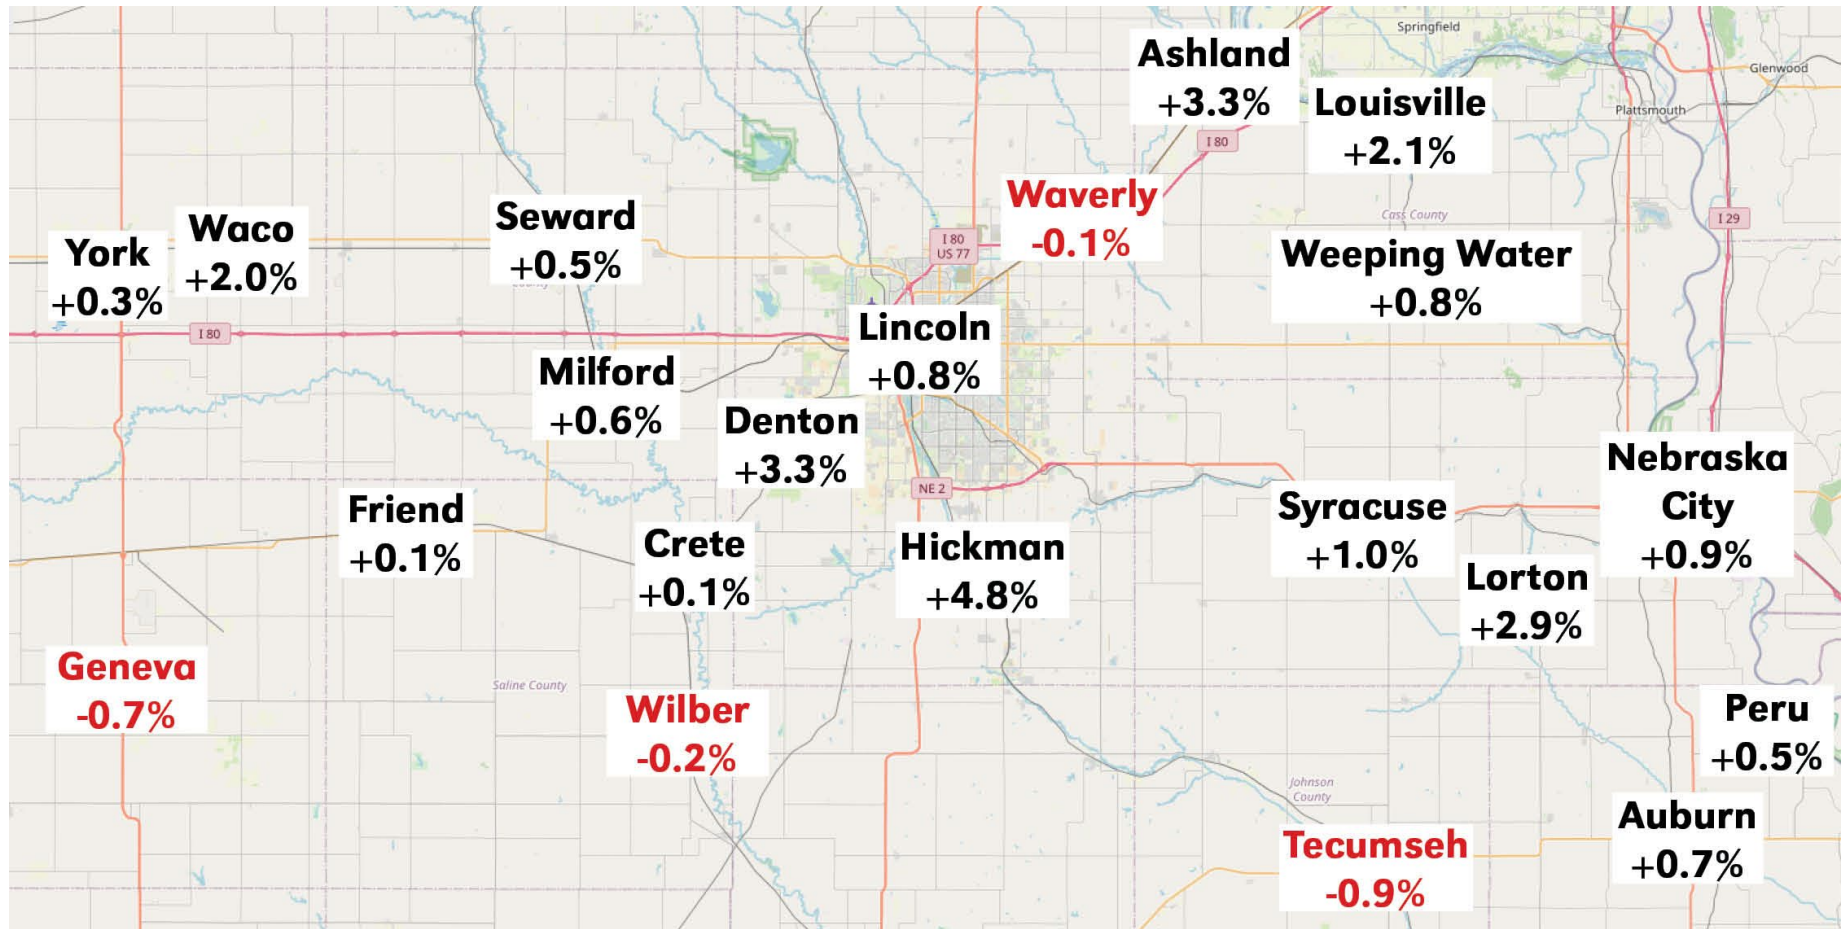 Springfield
Ashland
+3.3%
Glenwood
Louisville
+2.1%
Plattsmouth
I 80
Waverly
-0.1%
Seward
+0.5%
Waco
+2.0%
York
+0.3%
I 80
US 77
Cass County
I 29
Weeping Water
+0.8%
County
I 80
Lincoln
+0.8%
Milford
+0.6%
Denton
+3.3%
NE 2
Nebraska
City
+0.9%
Friend
+0.1%
Crete
+0.1%
Hickman
+4.8%
Syracuse
+1.0%
Lorton
+2.9%
Geneva
-0.7%
Saline County
Wilber
-0.2%
Peru
+0.5%
Johnson
County
Auburn
+0.7%
Tecumseh
-0.9%